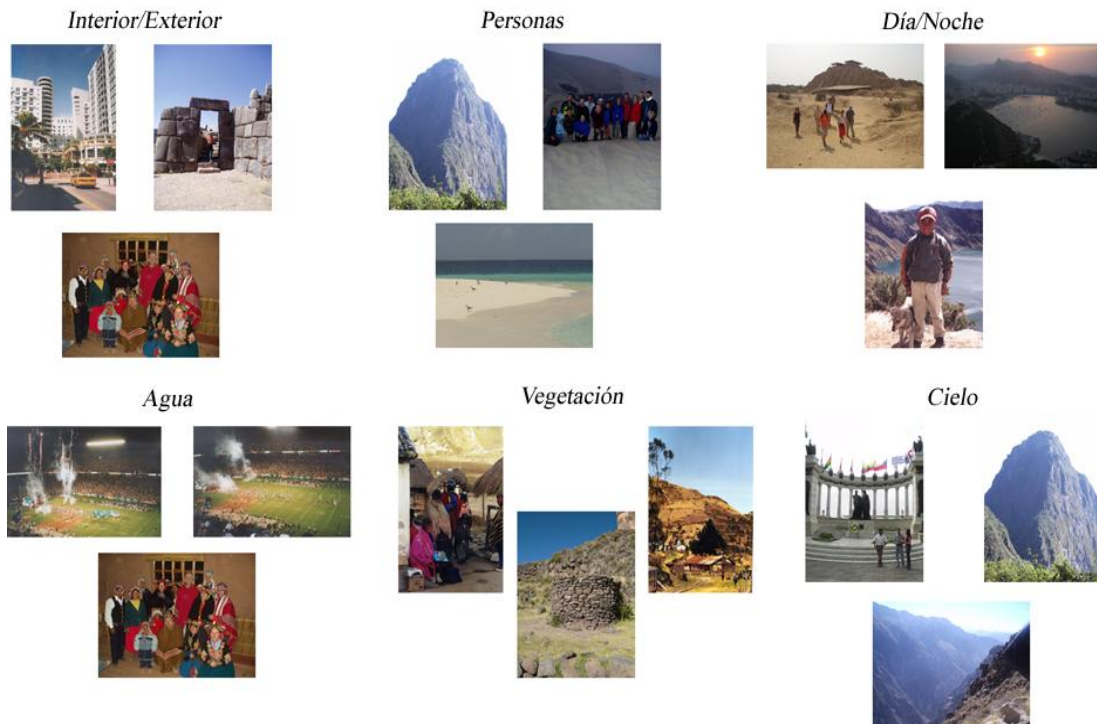 Interior/Exterior
Personas
Día/Noche
Agua
Vegetación
Cielo